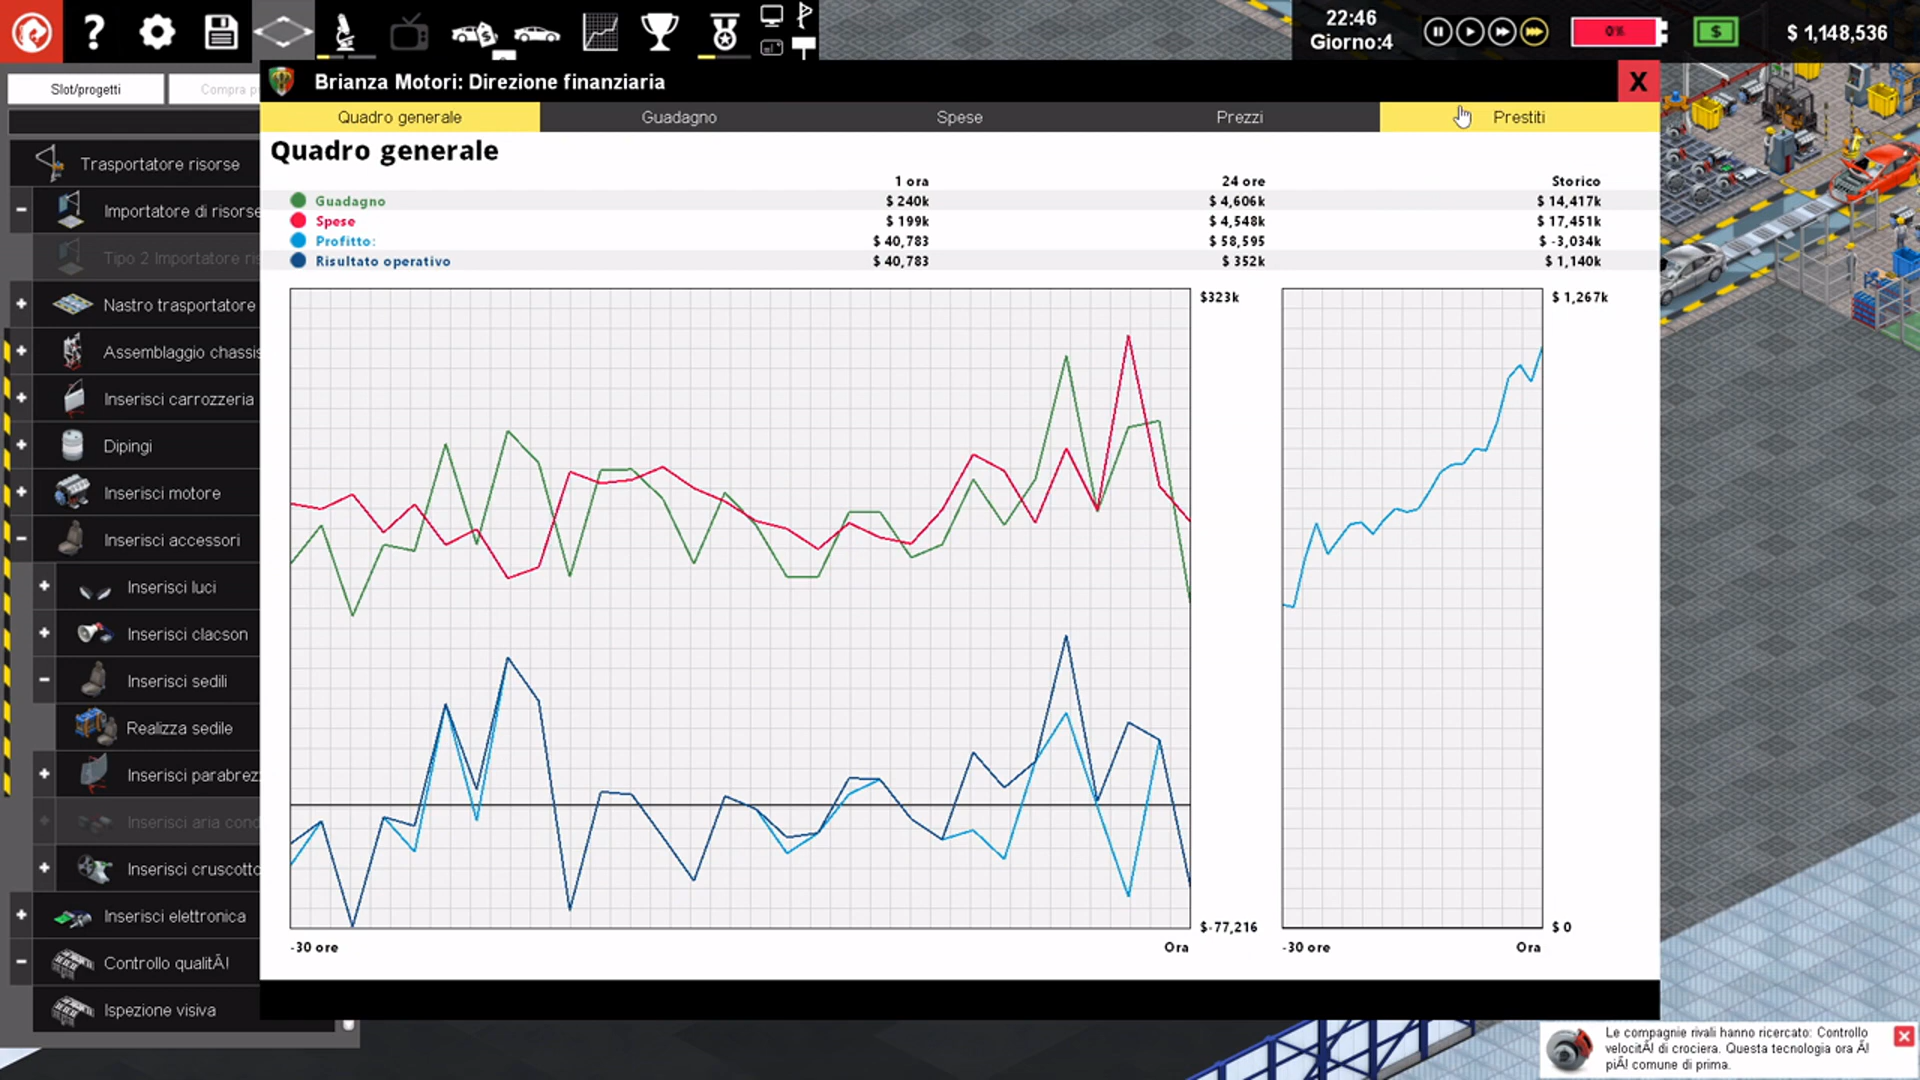 22:46
Giorno:4
0%
$
$ 1,148,536
Slot/progetti
Compra p
Brianza Motori: Direzione finanziaria
X
Quadro generale
Guadagno
Spese
Prezzi
Prestiti
Quadro generale
1 ora
24 ore
Storico
Guadagno
$ 240k
$ 4,606k
$ 14,417k
Spese
$ 199k
$ 4,548k
$ 17,451k
Profitto:
$ 40,783
$ 58,595
$ -3,034k
Risultato operativo
$ 40,783
$ 352k
$ 1,140k
$323k
$ 1,267k
$-77,216
$ 0
-30 ore
Ora
-30 ore
Ora
Trasportatore risorse
Importatore di risorse
Tipo 2 Importatore ris
Nastro trasportatore
Assemblaggio chassis
Inserisci carrozzeria
Dipingi
Inserisci motore
Inserisci accessori
Inserisci luci
Inserisci clacson
Inserisci sedili
Realizza sedile
Inserisci parabrez
Inserisci aria cond
Inserisci cruscotto
Inserisci elettronica
Controllo qualitÃ!
Ispezione visiva
Le compagnie rivali hanno ricercato: Controllo
velocitÃ! di crociera. Questa tecnologia ora Ã!
piÃ! comune di prima.